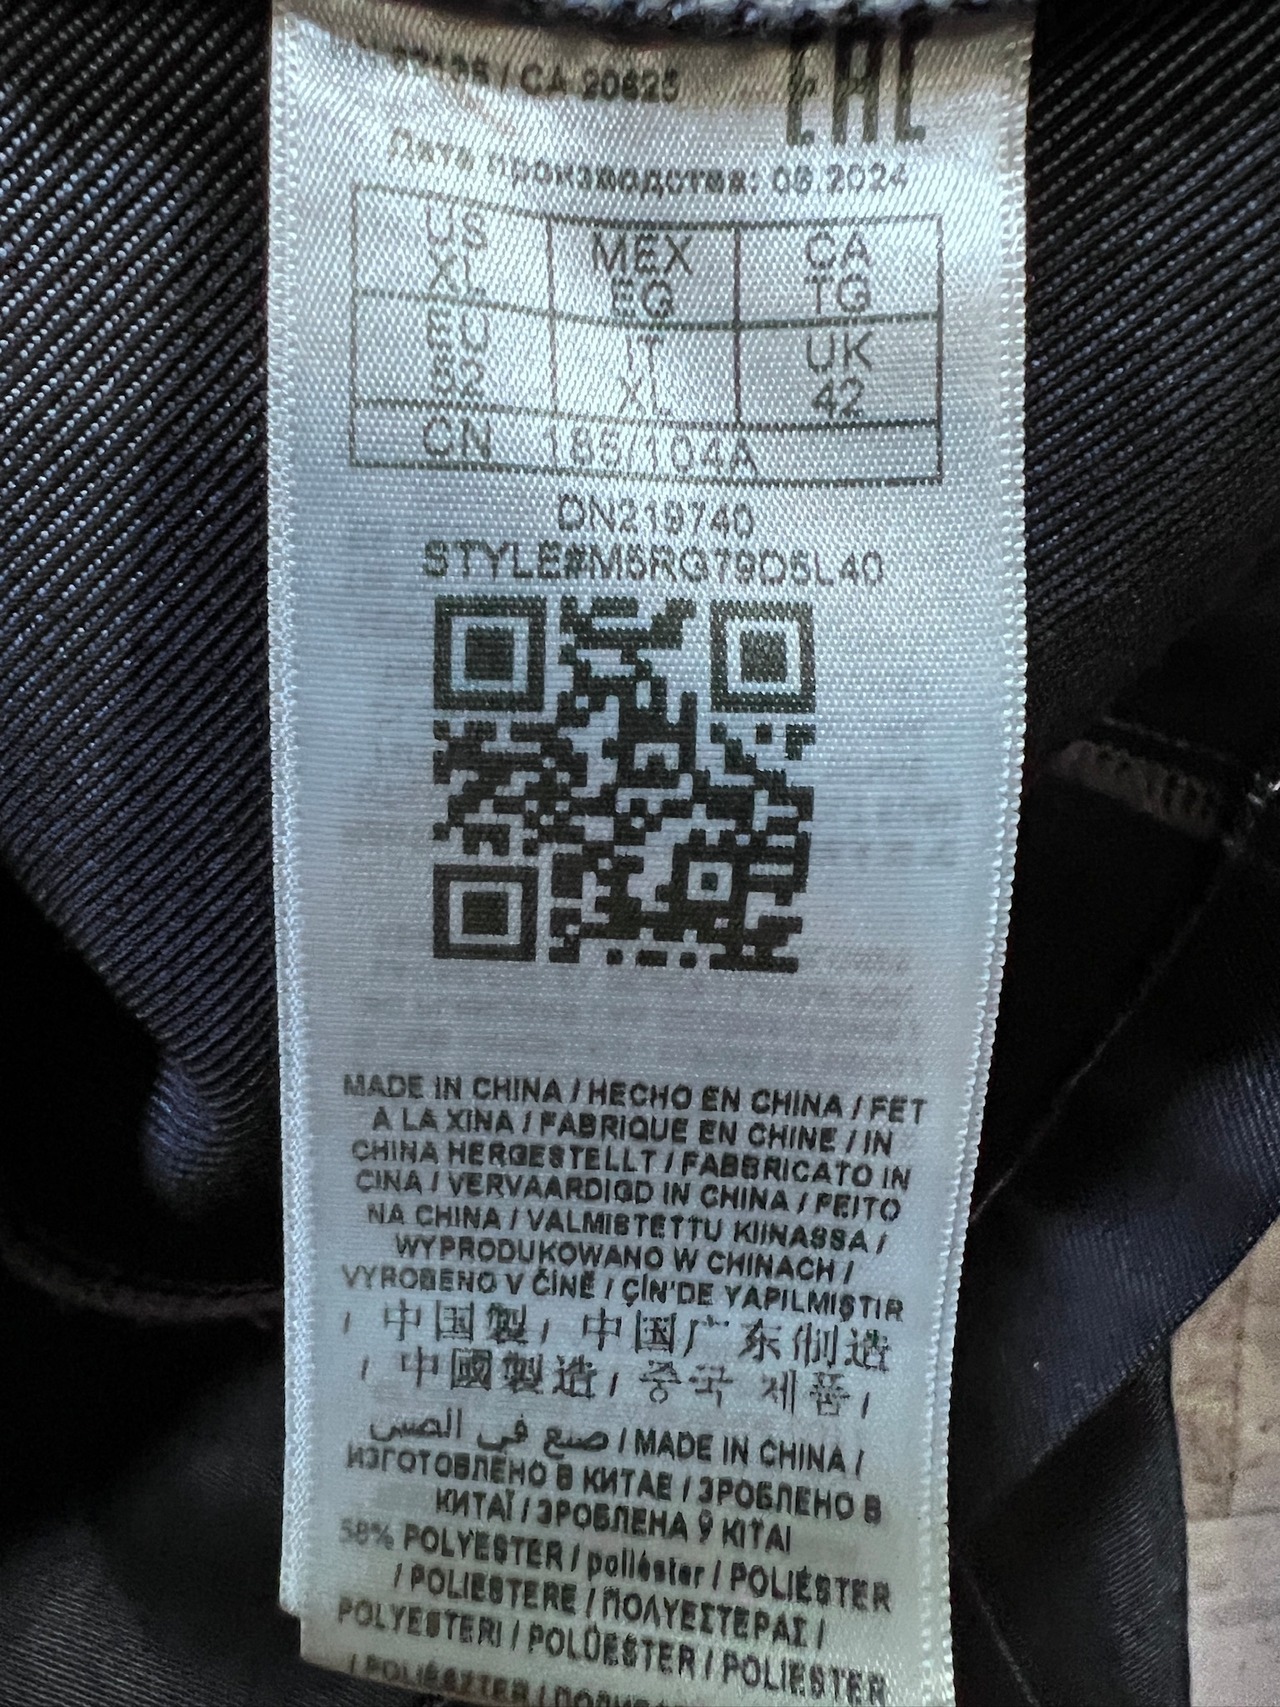 / CA 20625
EAC
Дата производства: 08.2024
US MEX CA
XL EG TG
EU IT UK
XL 42
CN 185/104A
DN219740
STYLE#M5RG79D5L40
MADE IN CHINA / HECHO EN CHINA / FET
A LA XINA / FABRIQUE EN CHINE / IN
CHINA HERGESTELLT / FABBRICATO IN
CINA / VERVAARDIGD IN CHINA / FEITO
NA CHINA / VALMISTETTU KIINASSA /
WYPRODUKOWANO W CHINACH /
VYROBENO V ČÍNĚ / ÇİN'DE YAPILMIŞTIR
/ 中国製 / 中国广东制造
/ 中國製造 / 중국 제품 /
صنع في الصين / MADE IN CHINA /
ИЗГОТОВЛЕНО В КИТАЕ / ЗРОБЛЕНО В
КИТАЇ / ЗРОБЛЕНА Ў КІТАІ
58% POLYESTER / poliéster / POLIÈSTER
/ POLIESTERE / ΠΟΛΥΕΣΤΕΡΑΣ /
POLYESTERI / POLÜESTER / POLIESTER
/ POLIÉSZTER